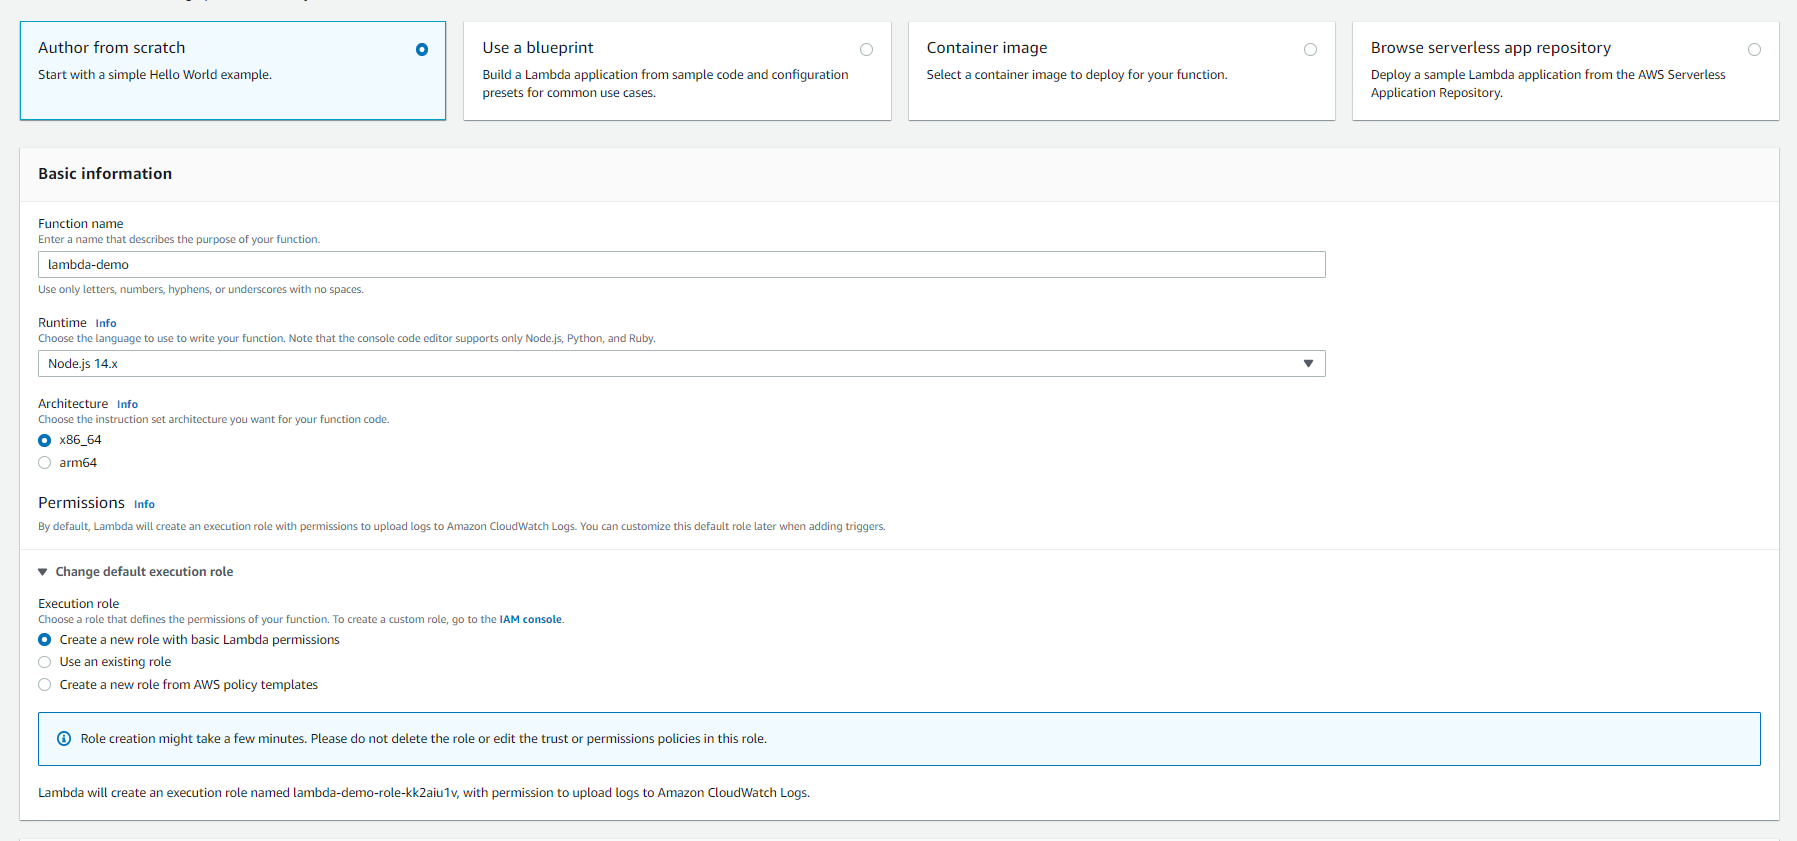 Author from scratch
Start with a simple Hello World example.
Use a blueprint
Build a Lambda application from sample code and configuration
presets for common use cases.
Container image
Select a container image to deploy for your function.
Browse serverless app repository
Deploy a sample Lambda application from the AWS Serverless
Application Repository.
Basic information
Function name
Enter a name that describes the purpose of your function.
lambda-demo
Use only letters, numbers, hyphens, or underscores with no spaces.
Runtime Info
Choose the language to use to write your function. Note that the console code editor supports only Node.js, Python, and Ruby.
Node.js 14.x
Architecture Info
Choose the instruction set architecture you want for your function code.
x86_64
arm64
Permissions Info
By default, Lambda will create an execution role with permissions to upload logs to Amazon CloudWatch Logs. You can customize this default role later when adding triggers.
Change default execution role
Execution role
Choose a role that defines the permissions of your function. To create a custom role, go to the IAM console.
Create a new role with basic Lambda permissions
Use an existing role
Create a new role from AWS policy templates
Role creation might take a few minutes. Please do not delete the role or edit the trust or permissions policies in this role.
Lambda will create an execution role named lambda-demo-role-kk2aiu1v, with permission to upload logs to Amazon CloudWatch Logs.